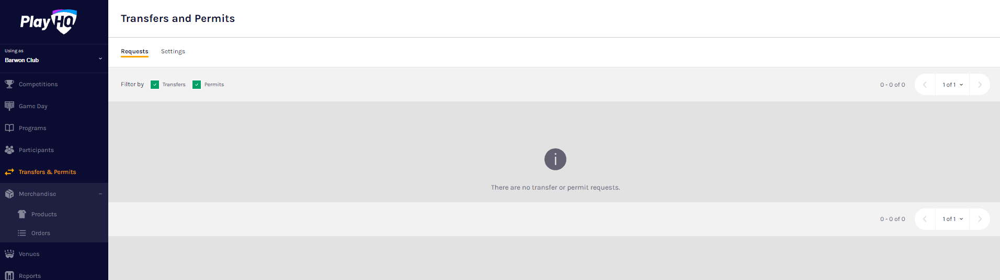 PlayHQ
Using as
Barwon Club
Competitions
Game Day
Programs
Participants
Transfers & Permits
Merchandise
Products
Orders
Venues
Reports
Transfers and Permits
Requests Settings
Filter by Transfers Permits 0 - 0 of 0 1 of 1
There are no transfer or permit requests.
0 - 0 of 0 1 of 1